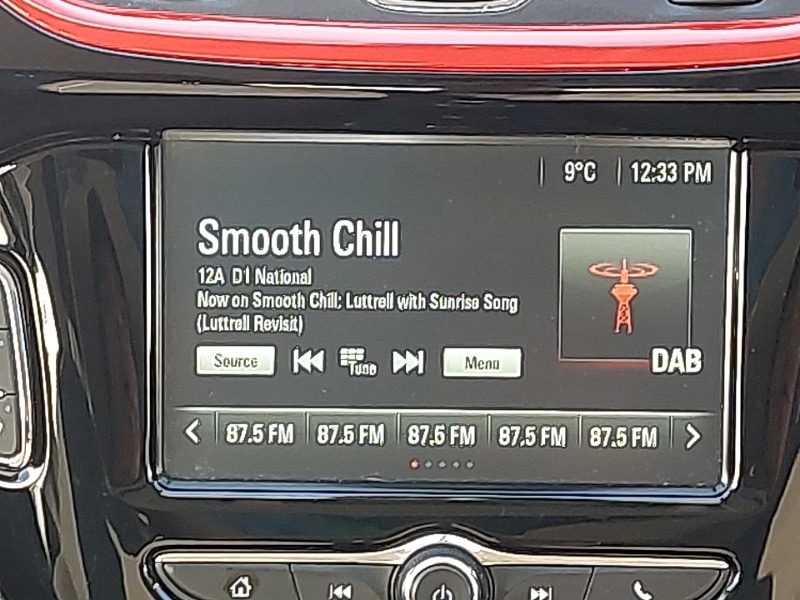 9°C 12:33 PM
Smooth Chill
12A D1 National
Now on Smooth Chill: Luttrell with Sunrise Song
(Luttrell Revisit)
Source Tune Menu
DAB
87.5 FM 87.5 FM 87.5 FM 87.5 FM 87.5 FM